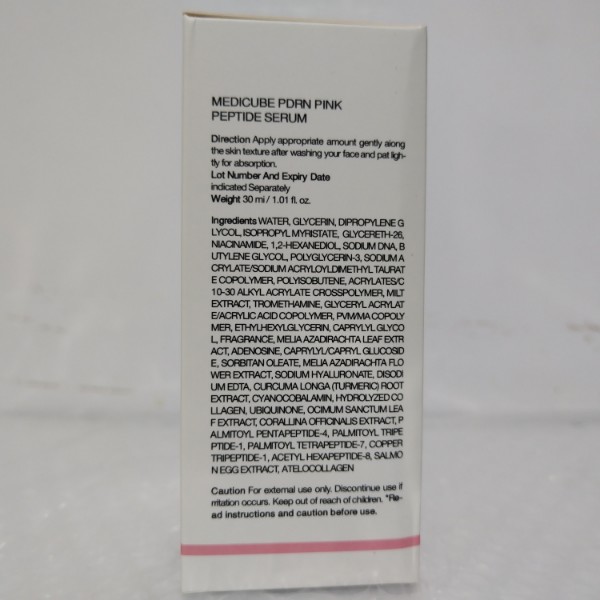 MEDICUBE PDRN PINK
PEPTIDE SERUM
Direction Apply appropriate amount gently along
the skin texture after washing your face and pat ligh-
tly for absorption.
Lot Number And Expiry Date
indicated Separately
Weight 30 ml / 1.01 fl. oz.
Ingredients WATER, GLYCERIN, DIPROPYLENE G
LYCOL, ISOPROPYL MYRISTATE, GLYCERETH-26,
NIACINAMIDE, 1,2-HEXANEDIOL, SODIUM DNA, B
UTYLENE GLYCOL, POLYGLYCERIN-3, SODIUM A
CRYLATE/SODIUM ACRYLOYLDIMETHYL TAURAT
E COPOLYMER, POLYISOBUTENE, ACRYLATES/C
10-30 ALKYL ACRYLATE CROSSPOLYMER, MILT
EXTRACT, TROMETHAMINE, GLYCERYL ACRYLAT
E/ACRYLIC ACID COPOLYMER, PVM/MA COPOLY
MER, ETHYLHEXYLGLYCERIN, CAPRYLYL GLYCO
L, FRAGRANCE, MELIA AZADIRACHTA LEAF EXTR
ACT, ADENOSINE, CAPRYLYL/CAPRYL GLUCOSID
E, SORBITAN OLEATE, MELIA AZADIRACHTA FLO
WER EXTRACT, SODIUM HYALURONATE, DISODI
UM EDTA, CURCUMA LONGA (TURMERIC) ROOT
EXTRACT, CYANOCOBALAMIN, HYDROLYZED CO
LLAGEN, UBIQUINONE, OCIMUM SANCTUM LEA
F EXTRACT, CORALLINA OFFICINALIS EXTRACT, P
ALMITOYL PENTAPEPTIDE-4, PALMITOYL TRIPE
PTIDE-1, PALMITOYL TETRAPEPTIDE-7, COPPER
TRIPEPTIDE-1, ACETYL HEXAPEPTIDE-8, SALMO
N EGG EXTRACT, ATELOCOLLAGEN
Caution For external use only. Discontinue use if
irritation occurs. Keep out of reach of children. *Re-
ad instructions and caution before use.